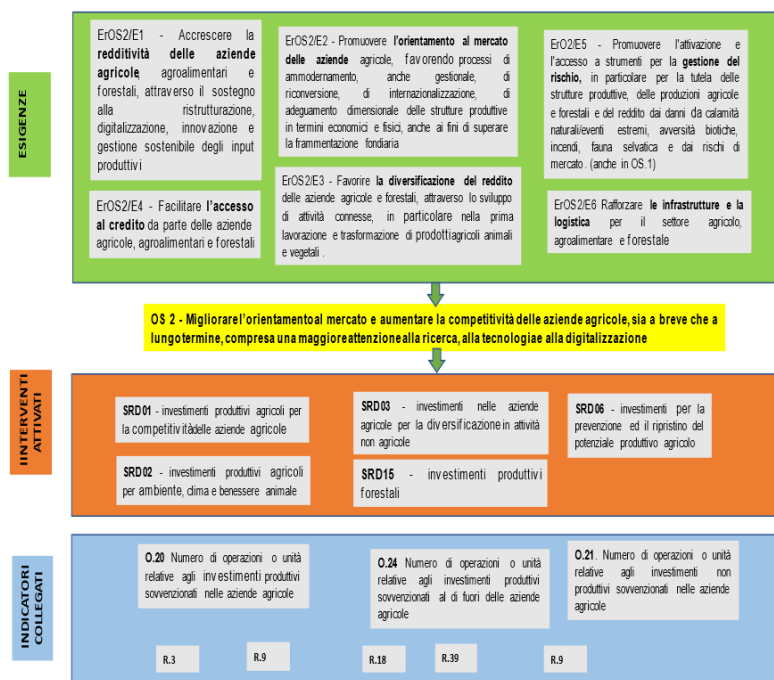 ESIGENZE
ErOS2/E1 - Accrescere la
redditività delle aziende
agricole, agroalimentari e
forestali, attraverso il sostegno
alla ristrutturazione,
digitalizzazione, innovazione e
gestione sostenibile degli input
produttivi
ErOS2/E4 - Facilitare l'accesso
al credito da parte delle aziende
agricole, agroalimentari e forestali
ErOS2/E2 - Promuovere l'orientamento al mercato
delle aziende agricole, favorendo processi di
ammodernamento, anche gestionale, di
riconversione, di internazionalizzazione, di
adeguamento dimensionale delle strutture produttive
in termini economici e fisici, anche ai fini di superare
la frammentazione fondiaria
ErOS2/E3 - Favorire la diversificazione del reddito
delle aziende agricole e forestali, attraverso lo sviluppo
di attività connesse, in particolare nella prima
lavorazione e trasformazione di prodotti agricoli animali
e vegetali .
ErO2/E5 - Promuovere l'attivazione e
l'accesso a strumenti per la gestione del
rischio, in particolare per la tutela delle
strutture produttive, delle produzioni agricole
e forestali e del reddito dai danni da calamità
naturali/eventi estremi, avversità biotiche,
incendi, fauna selvatica e dai rischi di
mercato. (anche in OS.1)
ErOS2/E6 Rafforzare le infrastrutture e la
logistica per il settore agricolo,
agroalimentare e forestale
OS 2 - Migliorare l'orientamento al mercato e aumentare la competitività delle aziende agricole, sia a breve che a
lungo termine, compresa una maggiore attenzione alla ricerca, alla tecnologia e alla digitalizzazione
IINTERVENTI
ATTIVATI
SRD01 - investimenti produttivi agricoli per
la competitività delle aziende agricole
SRD02 - investimenti produttivi agricoli
per ambiente, clima e benessere animale
SRD03 - investimenti nelle aziende
agricole per la diversificazione in attività
non agricole
SRD15 - investimenti produttivi
forestali
SRD06 - investimenti per la
prevenzione ed il ripristino del
potenziale produttivo agricolo
INDICATORI
COLLEGATI
O.20 Numero di operazioni o unità
relative agli investimenti produttivi
sovvenzionati nelle aziende agricole
O.24 Numero di operazioni o unità
relative agli investimenti produttivi
sovvenzionati al di fuori delle aziende
agricole
O.21. Numero di operazioni o unità
relative agli investimenti non
produttivi sovvenzionati nelle aziende
agricole
R.3
R.9
R.18
R.39
R.9